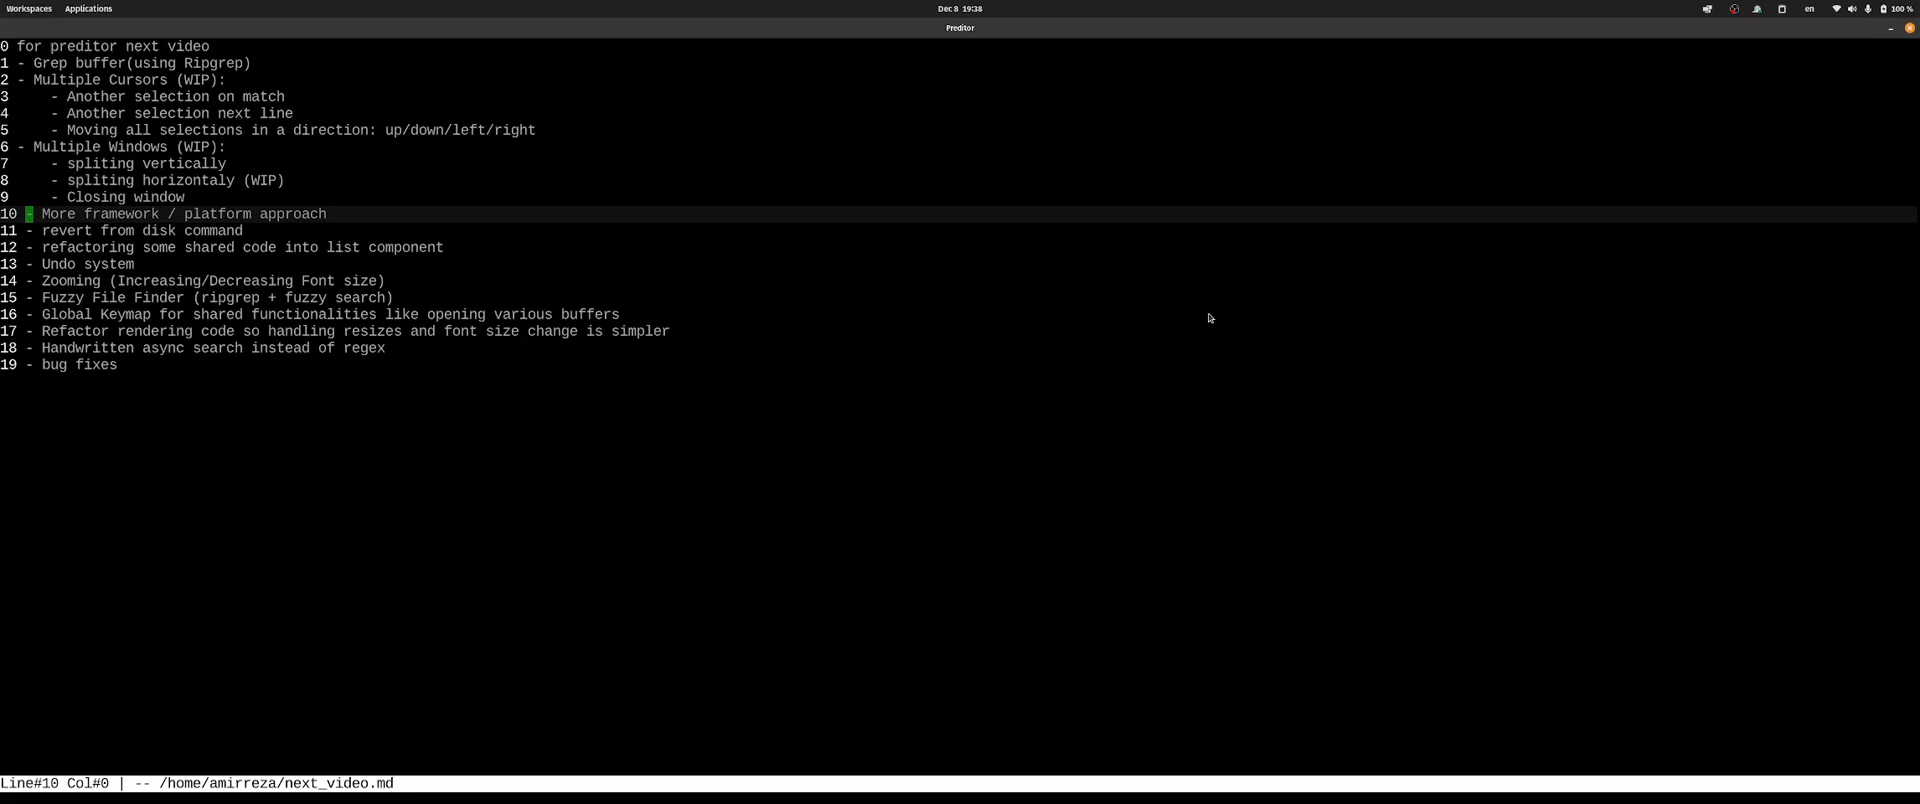 Workspaces Applications Dec 8 19:38 en 100 %
Preditor
0 for preditor next video
1 - Grep buffer(using Ripgrep)
2 - Multiple Cursors (WIP):
3     - Another selection on match
4     - Another selection next line
5     - Moving all selections in a direction: up/down/left/right
6 - Multiple Windows (WIP):
7     - spliting vertically
8     - spliting horizontaly (WIP)
9     - Closing window
10 - More framework / platform approach
11 - revert from disk command
12 - refactoring some shared code into list component
13 - Undo system
14 - Zooming (Increasing/Decreasing Font size)
15 - Fuzzy File Finder (ripgrep + fuzzy search)
16 - Global Keymap for shared functionalities like opening various buffers
17 - Refactor rendering code so handling resizes and font size change is simpler
18 - Handwritten async search instead of regex
19 - bug fixes
Line#10 Col#0 | -- /home/amirreza/next_video.md